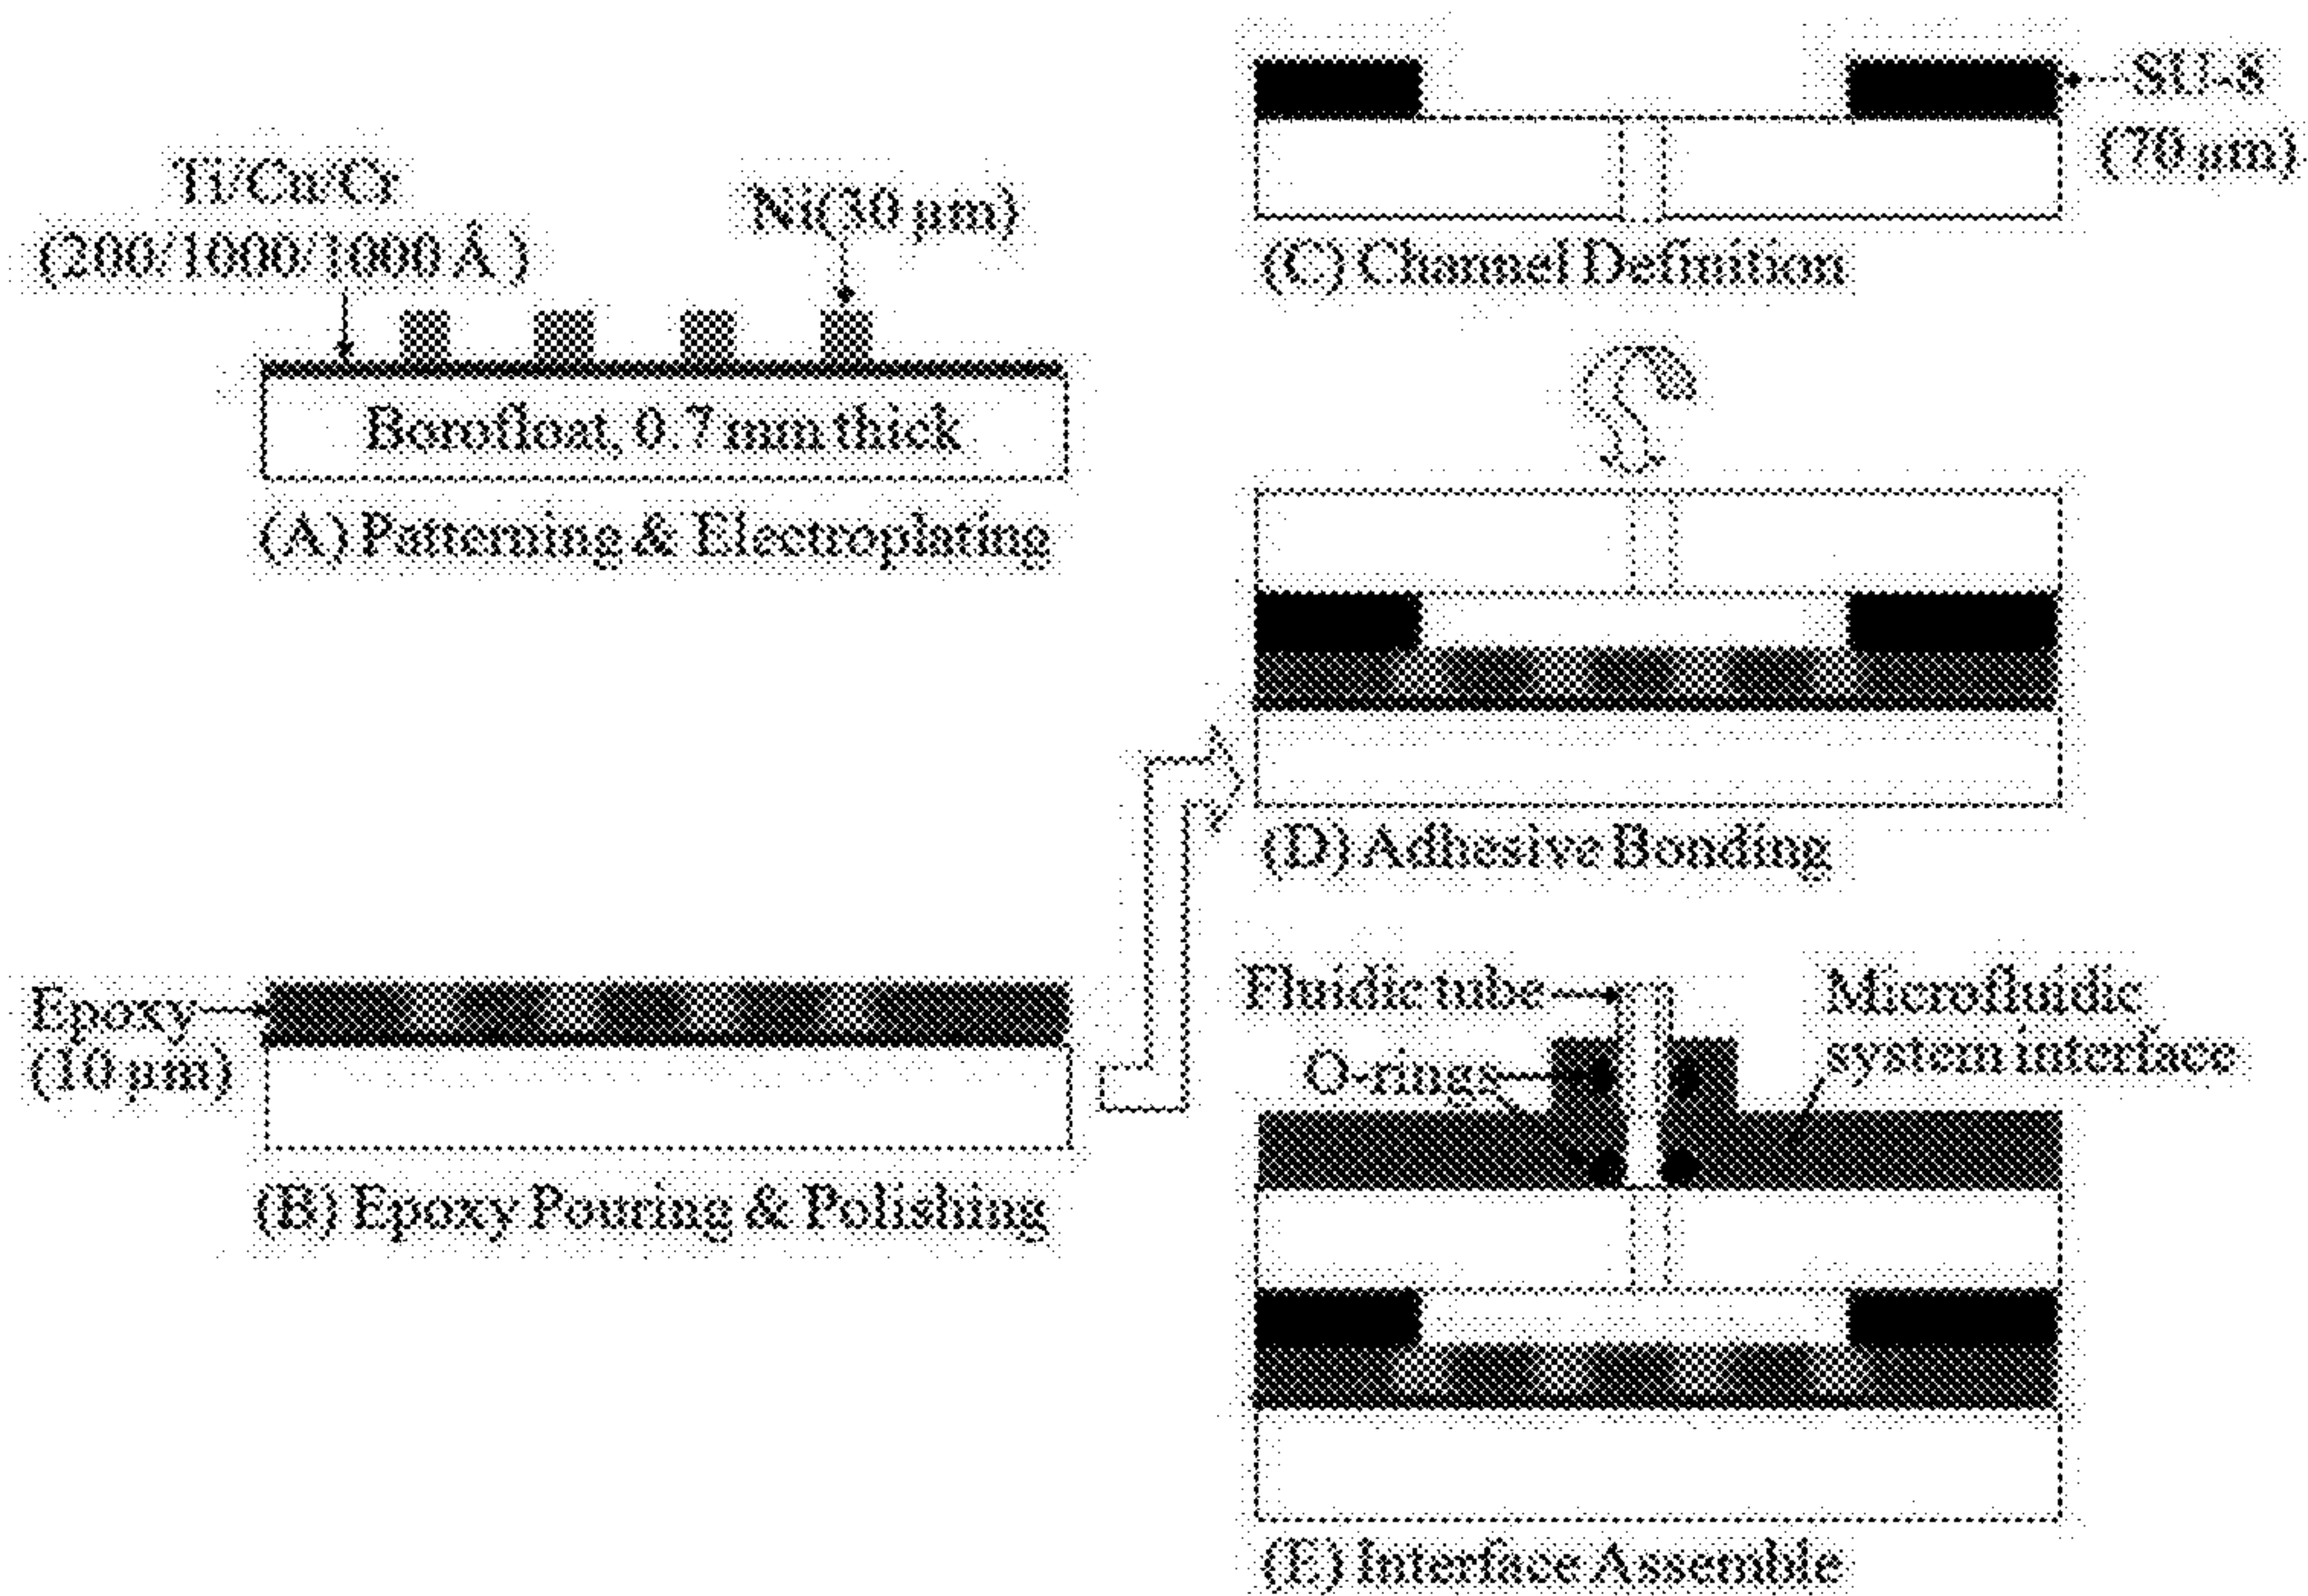 Ti/Cu/Cr
(200/1000/1000 Å)
Ni(30 µm)
Borofloat, 0.7 mm thick
(A) Patterning & Electroplating
Epoxy
(10 µm)
(B) Epoxy Pouring & Polishing
SU-8
(70 µm)
(C) Channel Definition
(D) Adhesive Bonding
Fluidic tube
O-rings
Microfluidic
system interface
(E) Interface Assemble